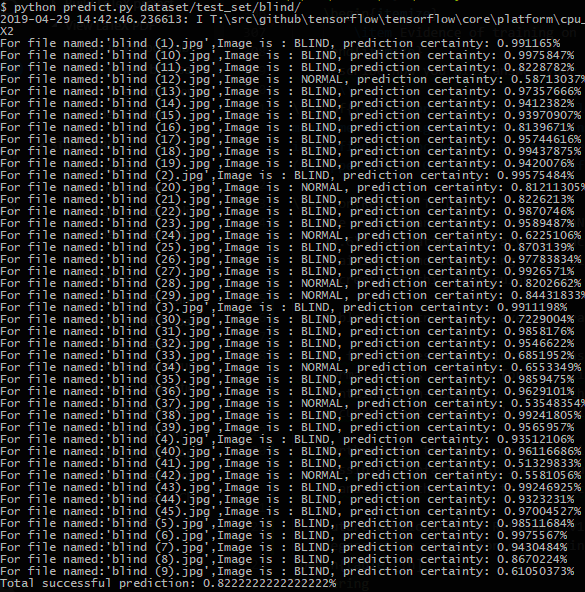 $ python predict.py dataset/test_set/blind/
2019-04-29 14:42:46.236613: I T:\src\github\tensorflow\tensorflow\core\platform\cpu_
X2
For file named:'blind (1).jpg',Image is : BLIND, prediction certainty: 0.991165%
For file named:'blind (10).jpg',Image is : BLIND, prediction certainty: 0.9975847%
For file named:'blind (11).jpg',Image is : BLIND, prediction certainty: 0.8228782%
For file named:'blind (12).jpg',Image is : NORMAL, prediction certainty: 0.58713037%
For file named:'blind (13).jpg',Image is : BLIND, prediction certainty: 0.97357666%
For file named:'blind (14).jpg',Image is : BLIND, prediction certainty: 0.9412382%
For file named:'blind (15).jpg',Image is : BLIND, prediction certainty: 0.93970907%
For file named:'blind (16).jpg',Image is : BLIND, prediction certainty: 0.8139671%
For file named:'blind (17).jpg',Image is : BLIND, prediction certainty: 0.95744616%
For file named:'blind (18).jpg',Image is : BLIND, prediction certainty: 0.99437875%
For file named:'blind (19).jpg',Image is : BLIND, prediction certainty: 0.9420076%
For file named:'blind (2).jpg',Image is : BLIND, prediction certainty: 0.99575484%
For file named:'blind (20).jpg',Image is : NORMAL, prediction certainty: 0.81211305%
For file named:'blind (21).jpg',Image is : BLIND, prediction certainty: 0.8226213%
For file named:'blind (22).jpg',Image is : BLIND, prediction certainty: 0.9870746%
For file named:'blind (23).jpg',Image is : BLIND, prediction certainty: 0.9589487%
For file named:'blind (24).jpg',Image is : NORMAL, prediction certainty: 0.6225106%
For file named:'blind (25).jpg',Image is : BLIND, prediction certainty: 0.8703139%
For file named:'blind (26).jpg',Image is : BLIND, prediction certainty: 0.97783834%
For file named:'blind (27).jpg',Image is : BLIND, prediction certainty: 0.9926571%
For file named:'blind (28).jpg',Image is : NORMAL, prediction certainty: 0.8202662%
For file named:'blind (29).jpg',Image is : NORMAL, prediction certainty: 0.84431833%
For file named:'blind (3).jpg',Image is : BLIND, prediction certainty: 0.9911198%
For file named:'blind (30).jpg',Image is : BLIND, prediction certainty: 0.7229004%
For file named:'blind (31).jpg',Image is : BLIND, prediction certainty: 0.9858176%
For file named:'blind (32).jpg',Image is : BLIND, prediction certainty: 0.9546622%
For file named:'blind (33).jpg',Image is : BLIND, prediction certainty: 0.6851952%
For file named:'blind (34).jpg',Image is : NORMAL, prediction certainty: 0.6553349%
For file named:'blind (35).jpg',Image is : BLIND, prediction certainty: 0.9859475%
For file named:'blind (36).jpg',Image is : BLIND, prediction certainty: 0.9629101%
For file named:'blind (37).jpg',Image is : NORMAL, prediction certainty: 0.53548354%
For file named:'blind (38).jpg',Image is : BLIND, prediction certainty: 0.99241805%
For file named:'blind (39).jpg',Image is : BLIND, prediction certainty: 0.9565957%
For file named:'blind (4).jpg',Image is : BLIND, prediction certainty: 0.93512106%
For file named:'blind (40).jpg',Image is : BLIND, prediction certainty: 0.96116686%
For file named:'blind (41).jpg',Image is : BLIND, prediction certainty: 0.51329833%
For file named:'blind (42).jpg',Image is : NORMAL, prediction certainty: 0.5581056%
For file named:'blind (43).jpg',Image is : BLIND, prediction certainty: 0.99246925%
For file named:'blind (44).jpg',Image is : BLIND, prediction certainty: 0.9323231%
For file named:'blind (45).jpg',Image is : BLIND, prediction certainty: 0.97004527%
For file named:'blind (5).jpg',Image is : BLIND, prediction certainty: 0.98511684%
For file named:'blind (6).jpg',Image is : BLIND, prediction certainty: 0.9975567%
For file named:'blind (7).jpg',Image is : BLIND, prediction certainty: 0.9430484%
For file named:'blind (8).jpg',Image is : BLIND, prediction certainty: 0.8670224%
For file named:'blind (9).jpg',Image is : BLIND, prediction certainty: 0.61050373%
Total successful prediction: 0.8222222222222222%